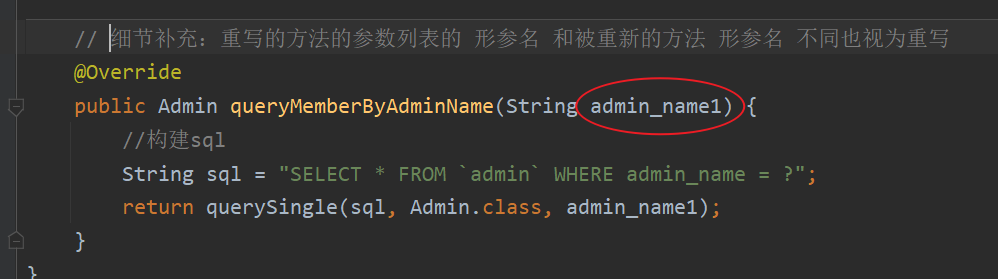 // 细节补充：重写的方法的参数列表的 形参名 和被重新的方法 形参名 不同也视为重写
@Override
public Admin queryMemberByAdminName(String admin_name1) {
//构建sql
String sql = "SELECT * FROM `admin` WHERE admin_name = ?";
return querySingle(sql, Admin.class, admin_name1);
}
}